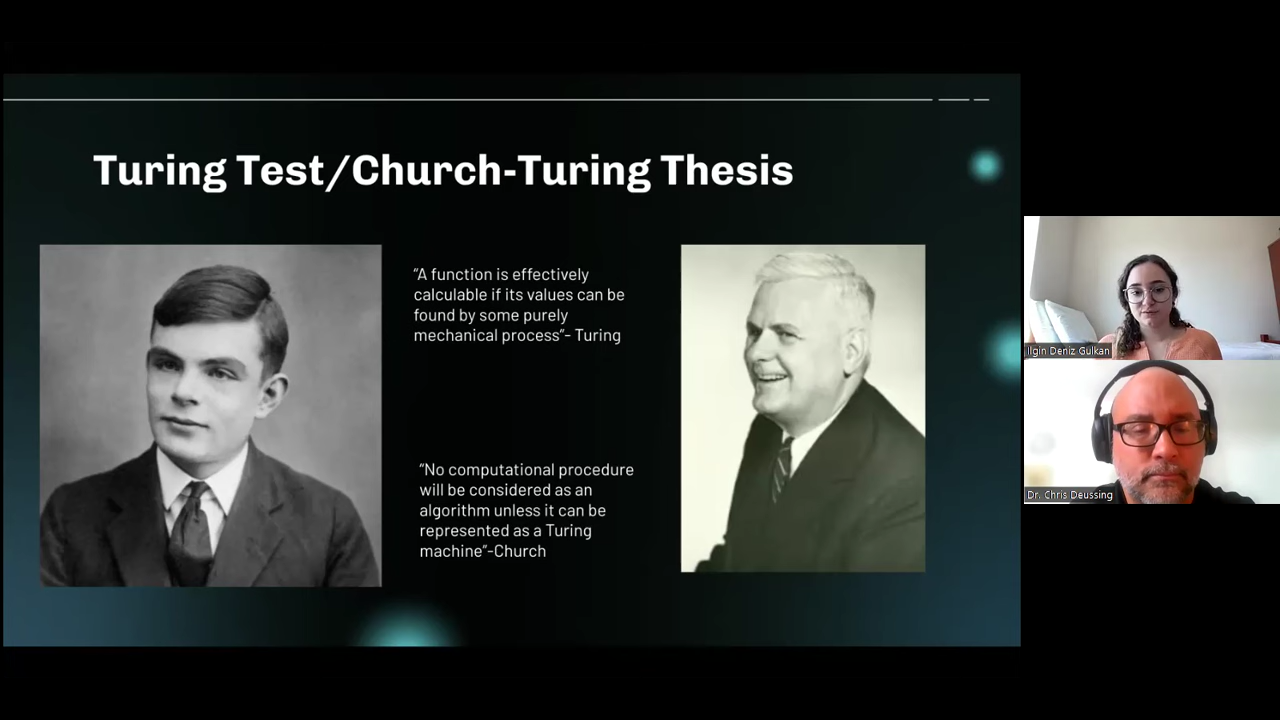 Turing Test/Church-Turing Thesis
“A function is effectively
calculable if its values can be
found by some purely
mechanical process”- Turing
“No computational procedure
will be considered as an
algorithm unless it can be
represented as a Turing
machine”-Church
Ilgin Deniz Gulkan
Dr. Chris Deussing